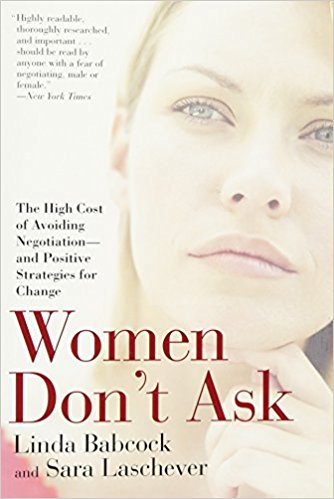 "Highly readable,
thoroughly researched,
and important . . .
should be read by
anyone with a fear of
negotiating, male or
female."
—New York Times
The High Cost
of Avoiding
Negotiation—
and Positive
Strategies for
Change
Women
Don't Ask
Linda Babcock
and Sara Laschever